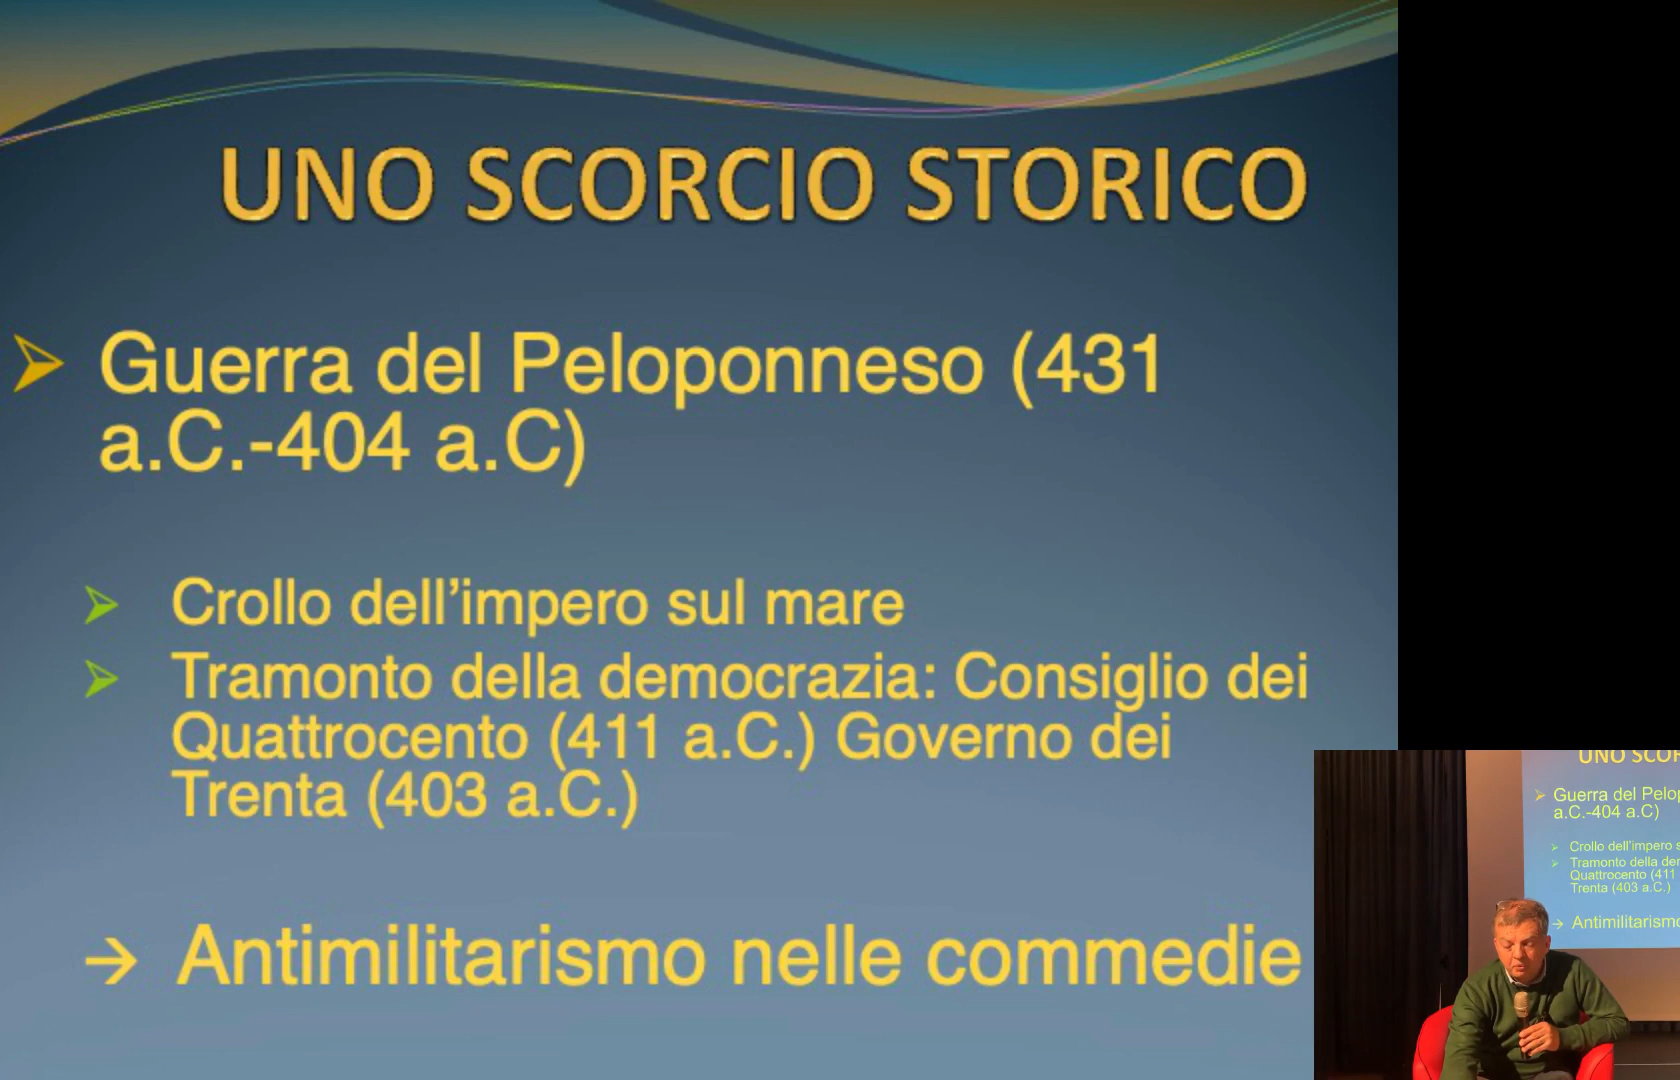 UNO SCORCIO STORICO
Guerra del Peloponneso (431
a.C.-404 a.C)
Crollo dell’impero sul mare
Tramonto della democrazia: Consiglio dei
Quattrocento (411 a.C.) Governo dei
Trenta (403 a.C.)
→ Antimilitarismo nelle commedie
UNO SCOR
Guerra del Pelop
a.C.-404 a.C)
Crollo dell'impero s
Tramonto della der
Quattrocento (411
Trenta (403 a.C.)
→ Antimilitarismo